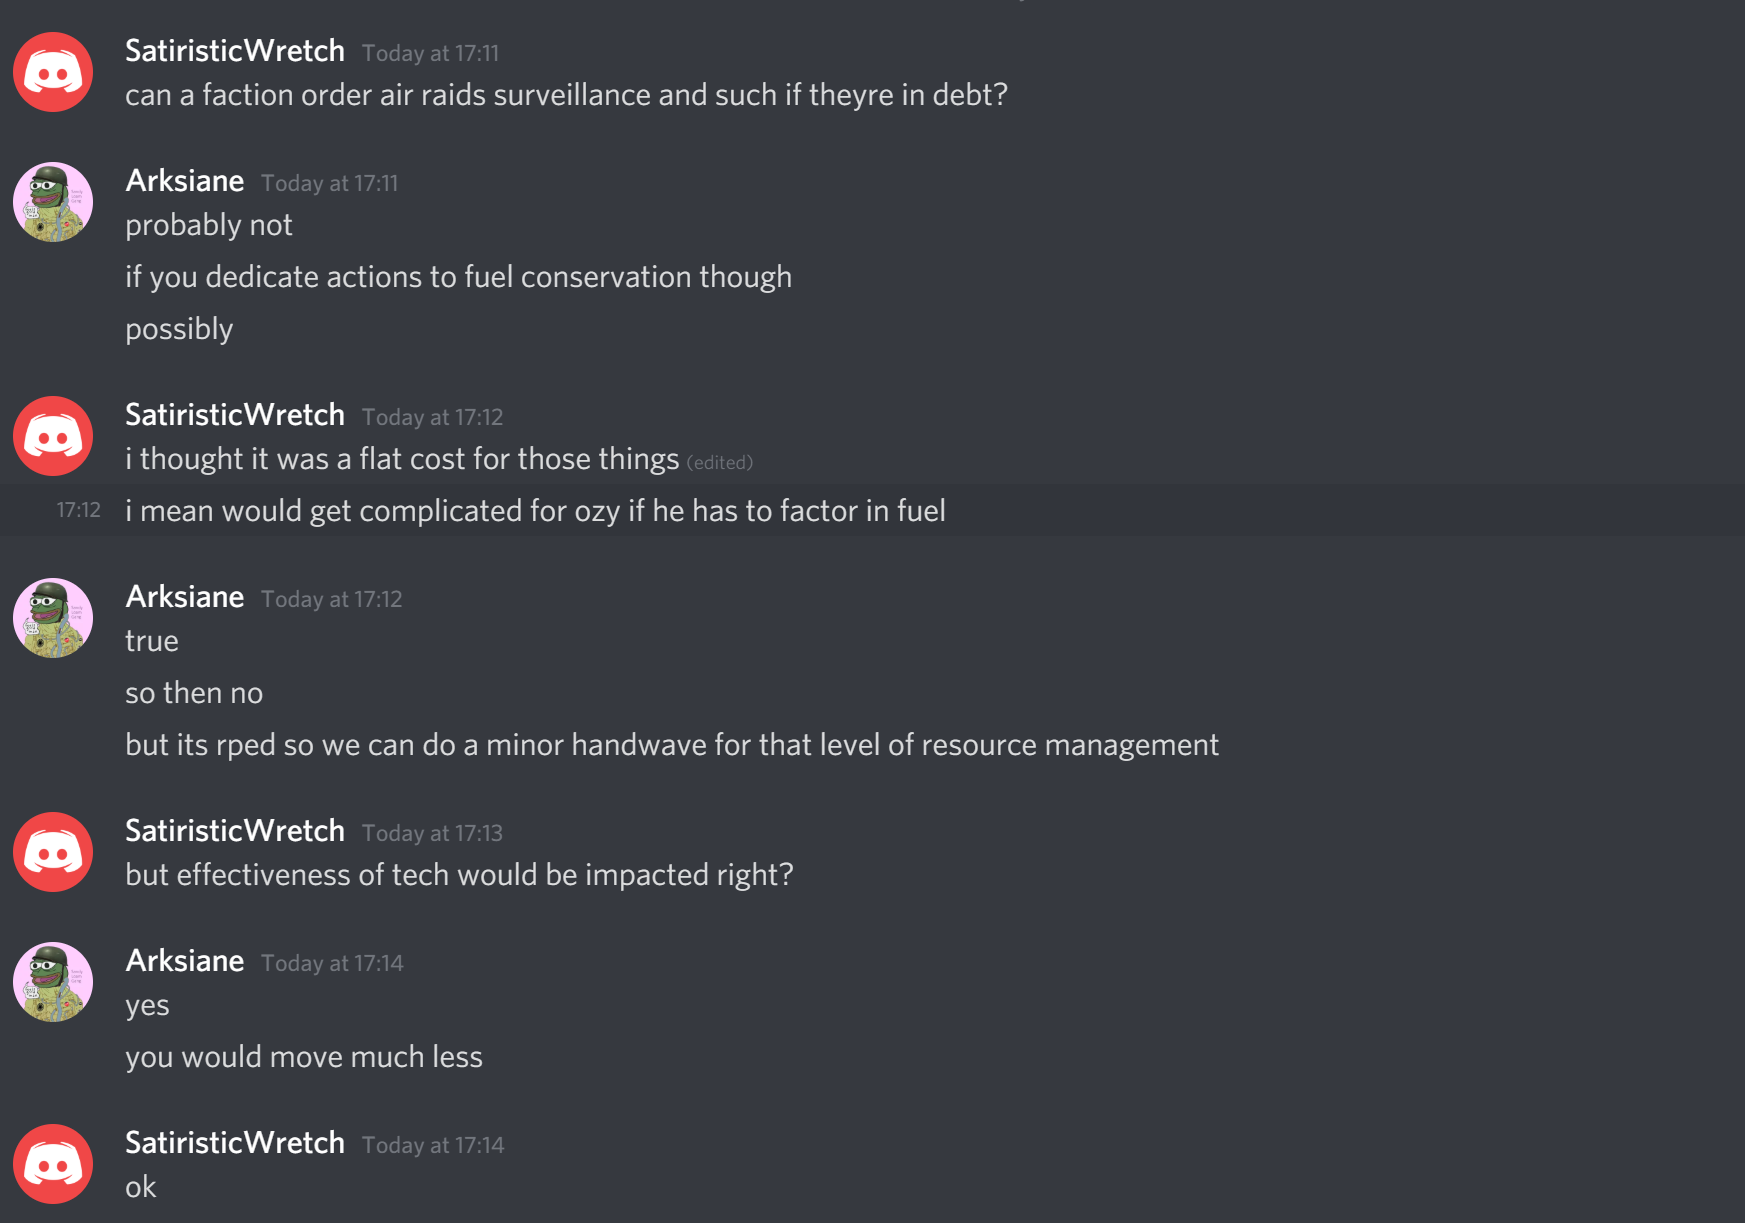 SatiristicWretch Today at 17:11
can a faction order air raids surveillance and such if theyre in debt?
Arksiane Today at 17:11
probably not
if you dedicate actions to fuel conservation though
possibly
SatiristicWretch Today at 17:12
i thought it was a flat cost for those things (edited)
17:12 i mean would get complicated for ozy if he has to factor in fuel
Arksiane Today at 17:12
true
so then no
but its rped so we can do a minor handwave for that level of resource management
SatiristicWretch Today at 17:13
but effectiveness of tech would be impacted right?
Arksiane Today at 17:14
yes
you would move much less
SatiristicWretch Today at 17:14
ok